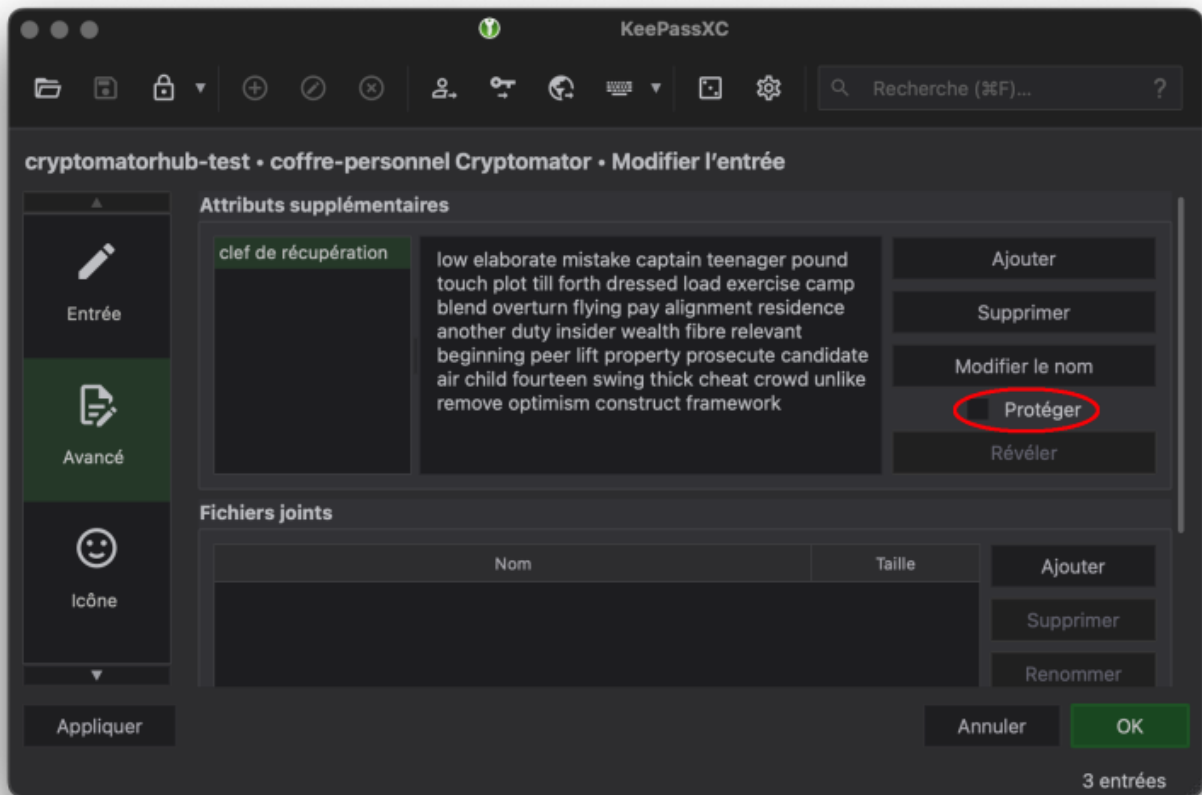 KeePassXC
Recherche (⌘F)... ?
cryptomatorhub-test • coffre-personnel Cryptomator • Modifier l’entrée
Entrée
Avancé
Icône
Attributs supplémentaires
clef de récupération
low elaborate mistake captain teenager pound
touch plot till forth dressed load exercise camp
blend overturn flying pay alignment residence
another duty insider wealth fibre relevant
beginning peer lift property prosecute candidate
air child fourteen swing thick cheat crowd unlike
remove optimism construct framework
Ajouter
Supprimer
Modifier le nom
Protéger
Révéler
Fichiers joints
Nom
Taille
Ajouter
Supprimer
Renommer
Appliquer
Annuler
OK
3 entrées